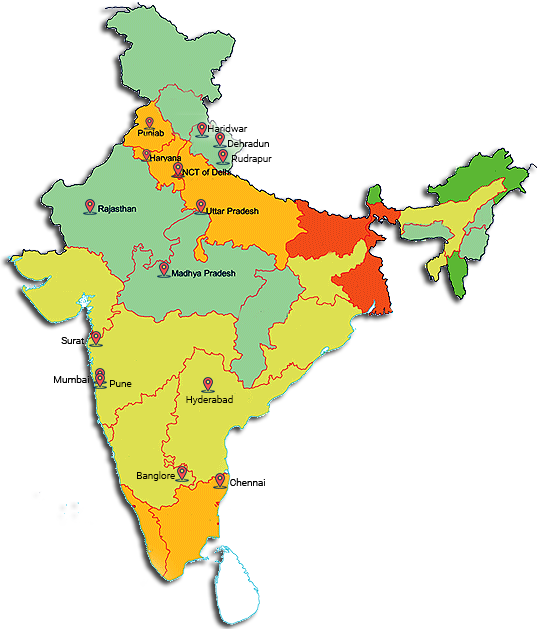 Haridwar
Punjab
Dehradun
Haryana
Rudrapur
NCT of Delhi
Rajasthan
Uttar Pradesh
Madhya Pradesh
Surat
Mumbai
Pune
Hyderabad
Banglore
Chennai